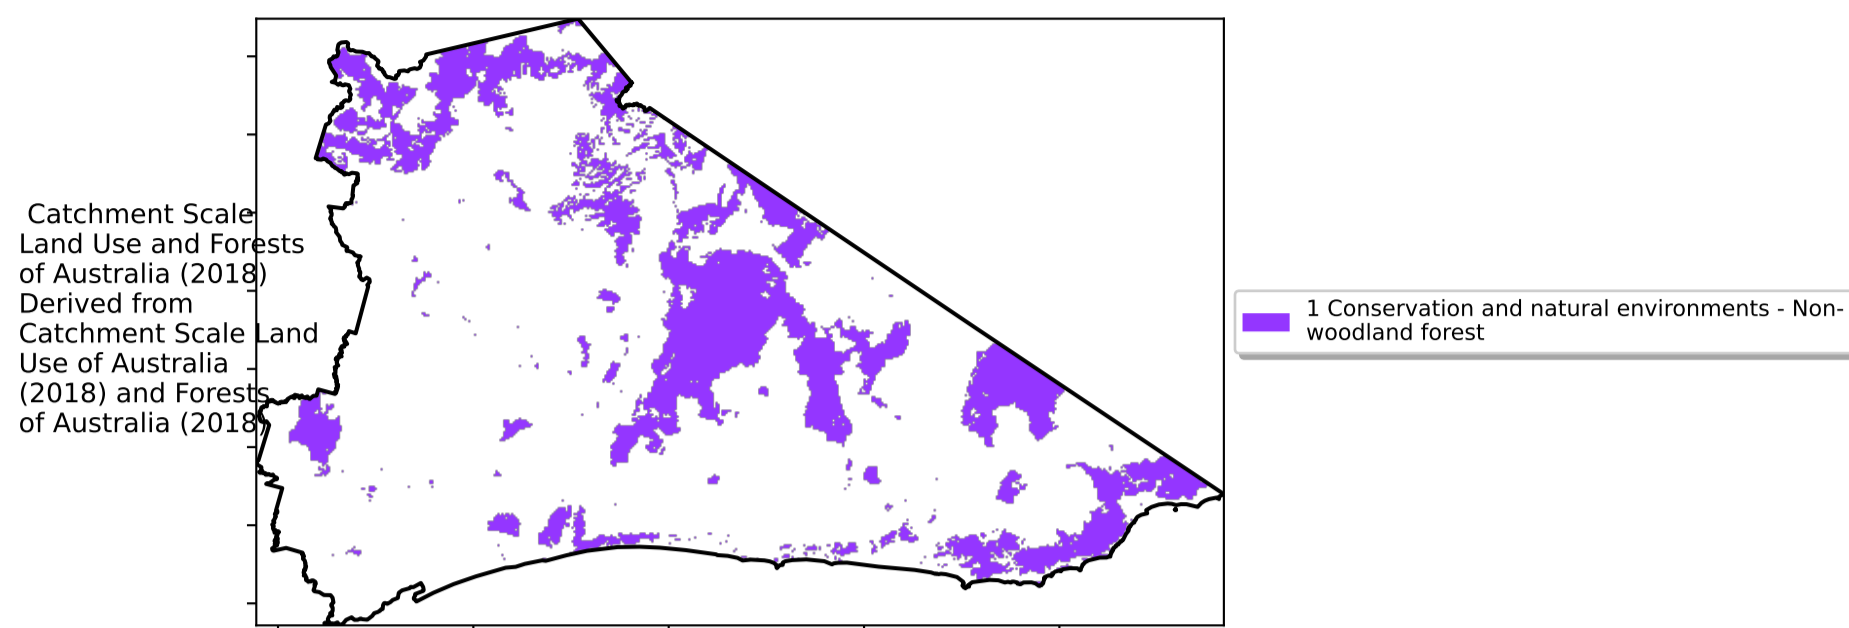 Catchment Scale
Land Use and Forests
of Australia (2018)
Derived from
Catchment Scale Land
Use of Australia
(2018) and Forests
of Australia (2018)
1 Conservation and natural environments - Non-
woodland forest